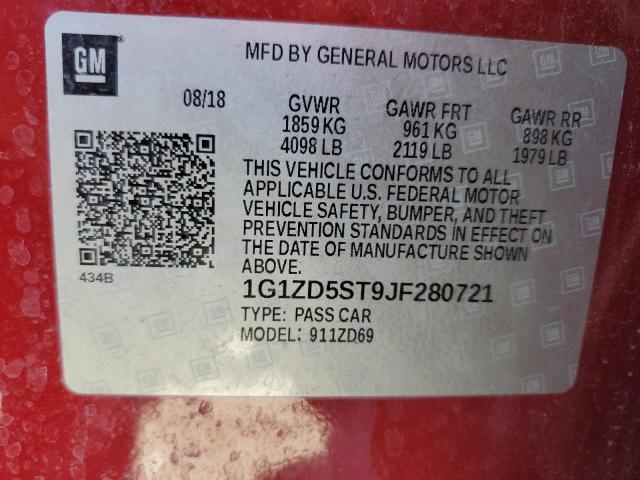 GM
MFD BY GENERAL MOTORS LLC
08/18
GVWR
1859 KG
4098 LB
GAWR FRT
961 KG
2119 LB
GAWR RR
898 KG
1979 LB
THIS VEHICLE CONFORMS TO ALL
APPLICABLE U.S. FEDERAL MOTOR
VEHICLE SAFETY, BUMPER, AND THEFT
PREVENTION STANDARDS IN EFFECT ON
THE DATE OF MANUFACTURE SHOWN
ABOVE.
434B
1G1ZD5ST9JF280721
TYPE: PASS CAR
MODEL: 911ZD69